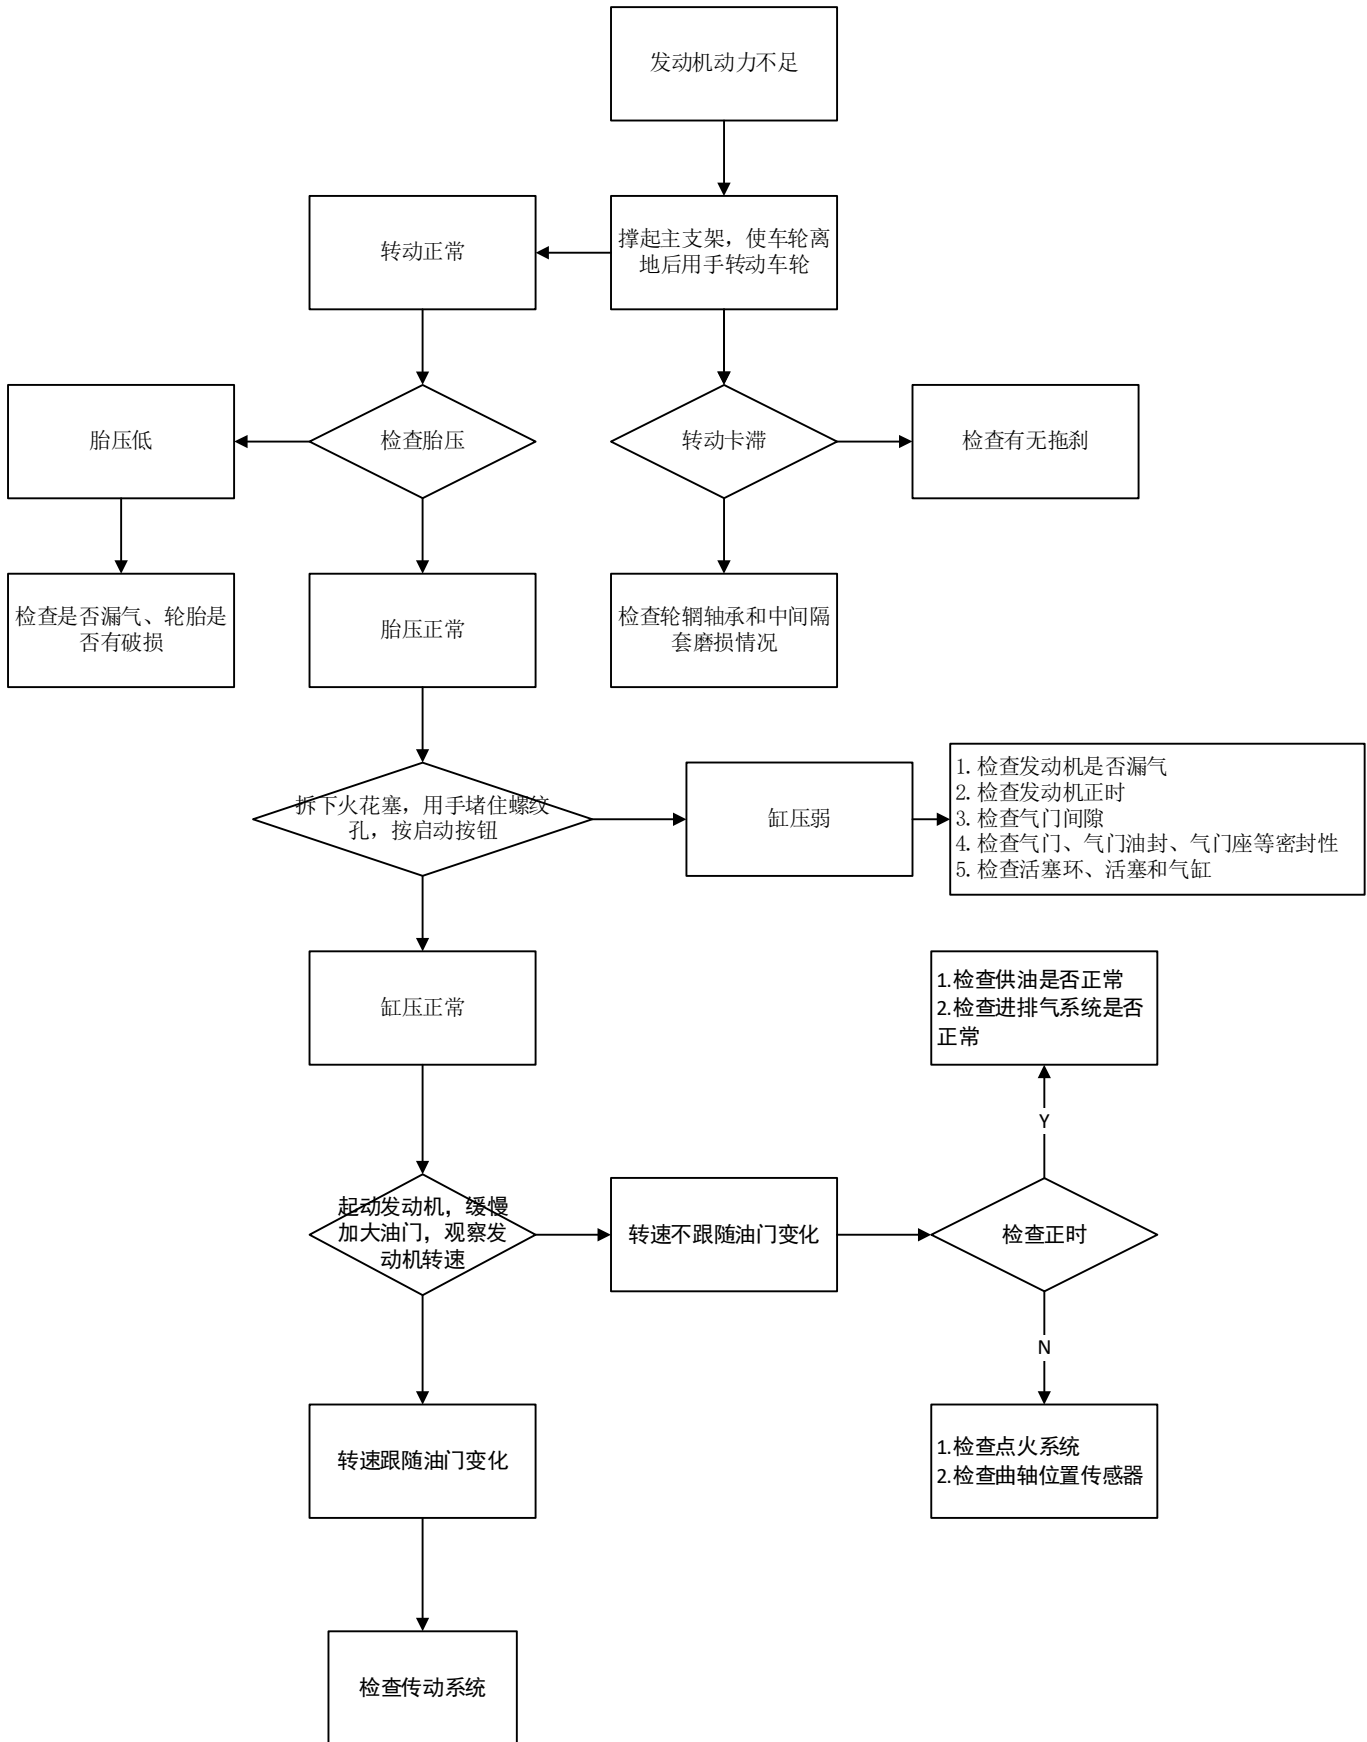 发动机动力不足
转动正常
撑起主支架，使车轮离
地后用手转动车轮
胎压低
检查胎压
转动卡滞
检查有无拖刹
检查是否漏气、轮胎是
否有破损
胎压正常
检查轮辋轴承和中间隔
套磨损情况
拆下火花塞，用手堵住螺纹
孔，按启动按钮
缸压弱
1. 检查发动机是否漏气
2. 检查发动机正时
3. 检查气门间隙
4. 检查气门、气门油封、气门座等密封性
5. 检查活塞环、活塞和气缸
缸压正常
1.检查供油是否正常
2.检查进排气系统是否
正常
Y
起动发动机，缓慢
加大油门，观察发
动机转速
转速不跟随油门变化
检查正时
N
转速跟随油门变化
1.检查点火系统
2.检查曲轴位置传感器
检查传动系统